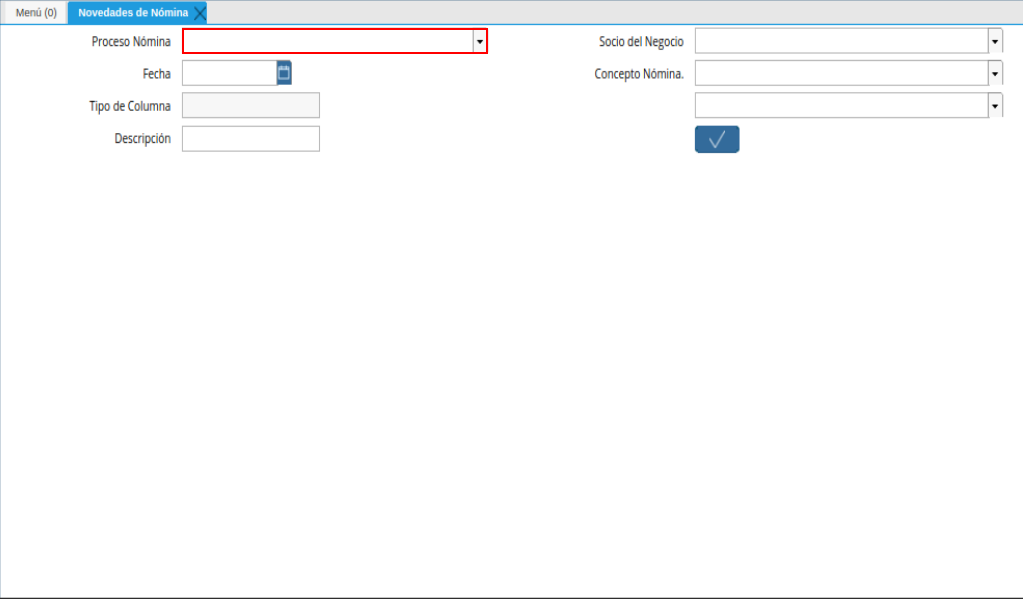 Menú (0)
Novedades de Nómina
Proceso Nómina
Socio del Negocio
Fecha
Concepto Nómina.
Tipo de Columna
Descripción